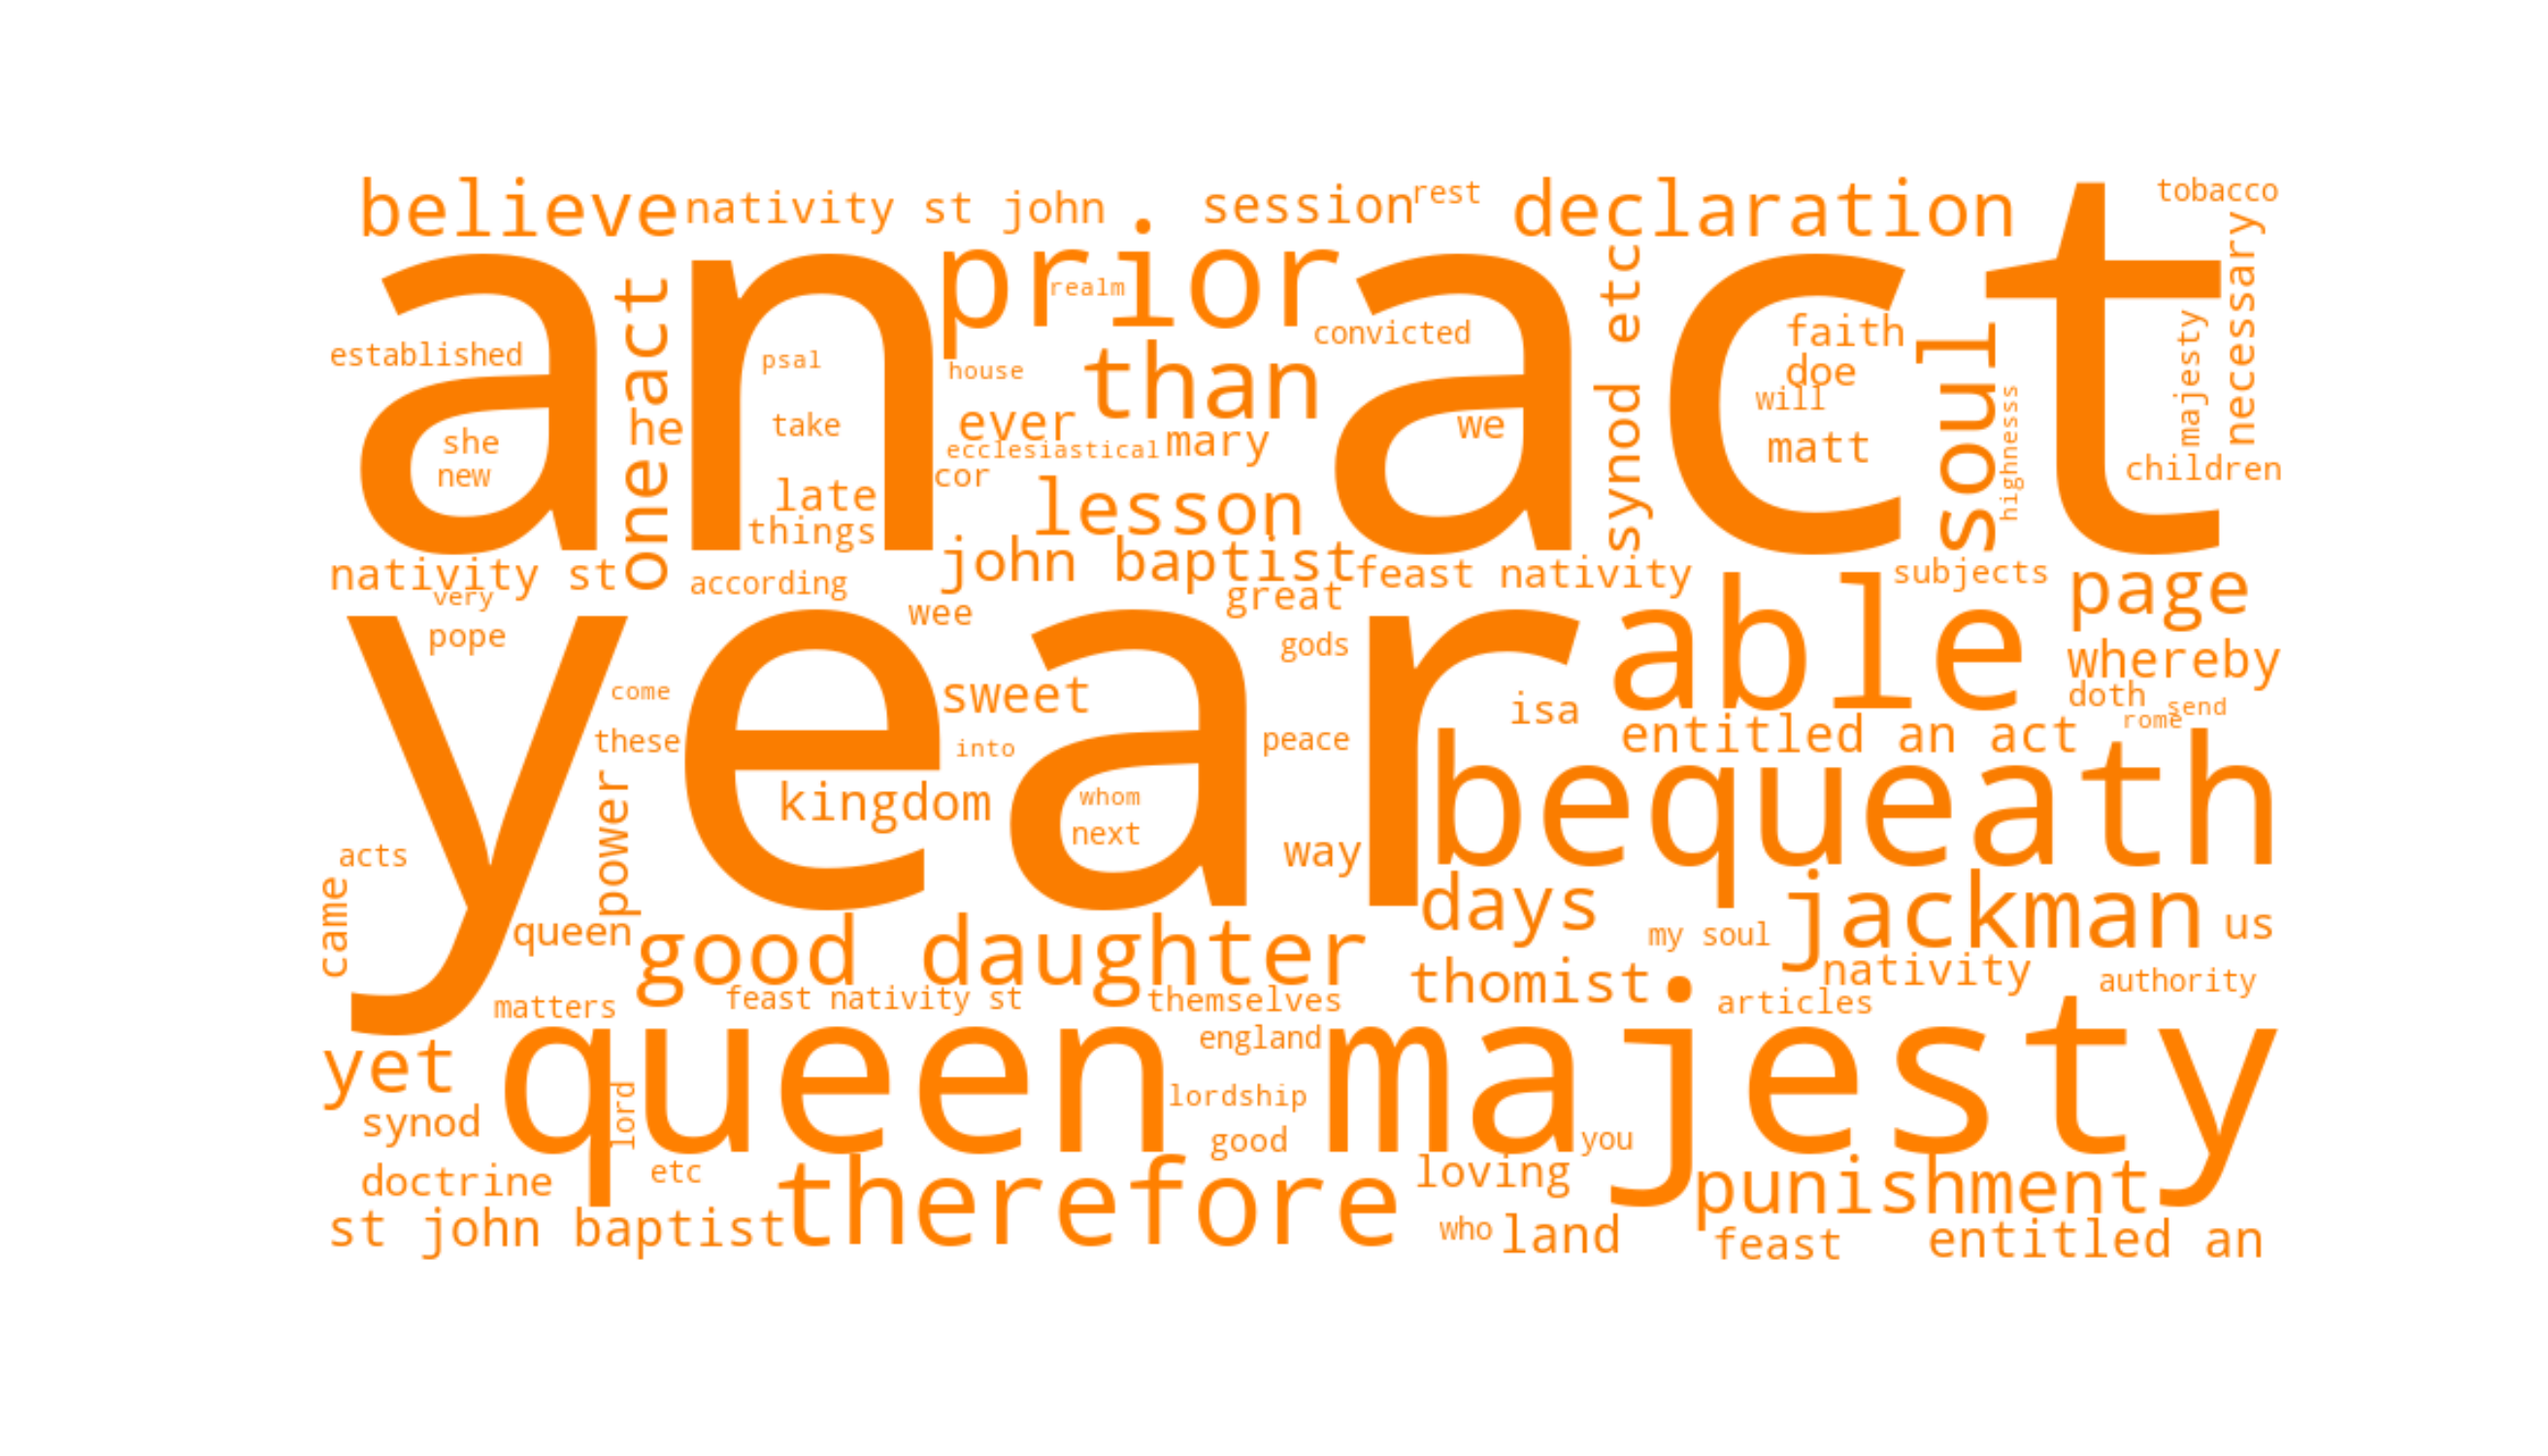 believe nativity st john session rest declaration tobacco
an act
prior
realm
necessary
synod etc
one act
soul
majesty
established
convicted
faith
psal
house
than
doe
highnesss
will
he
take
ever
we
she
ecclesiastical
mary
matt
new
cor
children
late
lesson
things
john baptist
nativity st
according
feast nativity
subjects
page
very
wee
great
year
able
pope
gods
whereby
come
sweet
isa
doth
send
rome
these
into
peace
entitled an act
bequeath
power
kingdom
whom
next
way
acts
came
days
jackman
us
queen
good daughter
my soul
thomist
nativity
authority
matters
feast nativity st
themselves
articles
queen majesty
england
yet
lord
lordship
synod
good
you
doctrine
etc
therefore
loving
punishment
st john baptist
who
land
feast
entitled an